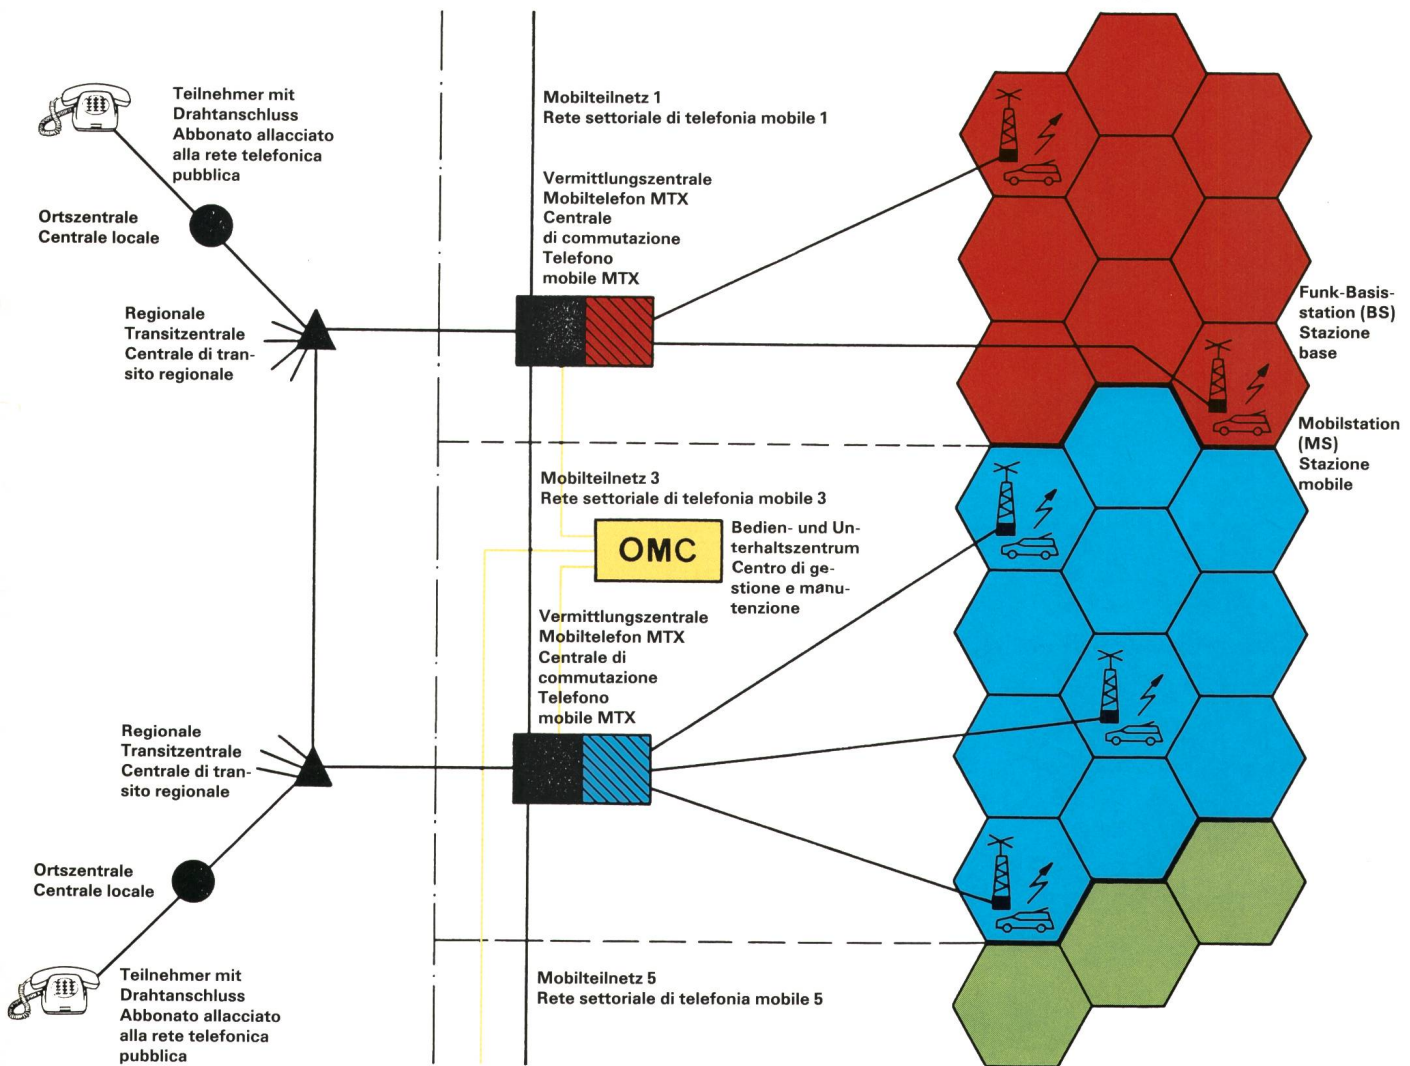 Teilnehmer mit
Drahtanschluss
Abbonato allacciato
alla rete telefonica
pubblica
Ortszentrale
Centrale locale
Regionale
Transitzentrale
Centrale di tran-
sito regionale
Mobilteilnetz 1
Rete settoriale di telefonia mobile 1
Vermittlungszentrale
Mobiltelefon MTX
Centrale
di commutazione
Telefono
mobile MTX
Funk-Basis-
station (BS)
Stazione
base
Mobilstation
(MS)
Stazione
mobile
Mobilteilnetz 3
Rete settoriale di telefonia mobile 3
OMC
Bedien- und Un-
terhaltszentrum
Centro di ge-
stione e manu-
tenzione
Vermittlungszentrale
Mobiltelefon MTX
Centrale di
commutazione
Telefono
mobile MTX
Regionale
Transitzentrale
Centrale di tran-
sito regionale
Ortszentrale
Centrale locale
Teilnehmer mit
Drahtanschluss
Abbonato allacciato
alla rete telefonica
pubblica
Mobilteilnetz 5
Rete settoriale di telefonia mobile 5